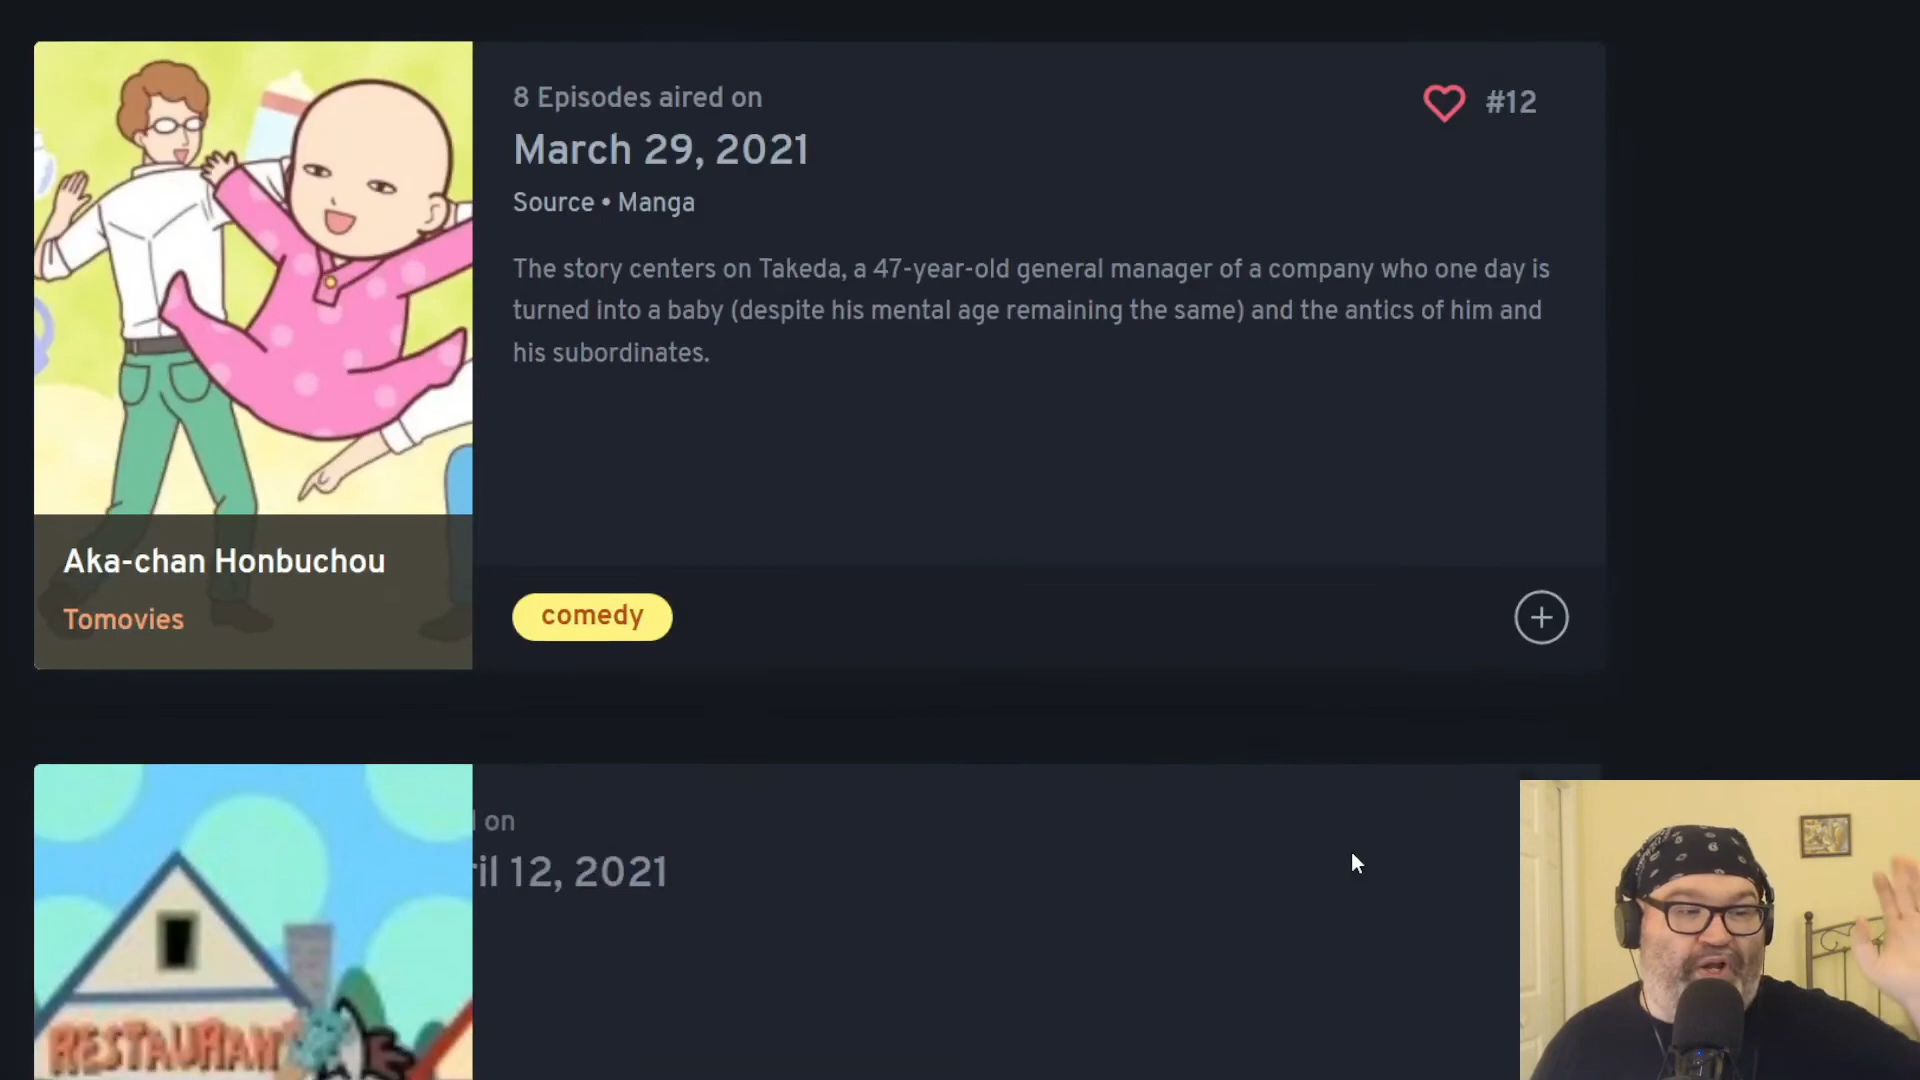 8 Episodes aired on
#12
March 29, 2021
Source • Manga
The story centers on Takeda, a 47-year-old general manager of a company who one day is
turned into a baby (despite his mental age remaining the same) and the antics of him and
his subordinates.
Aka-chan Honbuchou
Tomovies
comedy
on
12, 2021
RESTAURAN